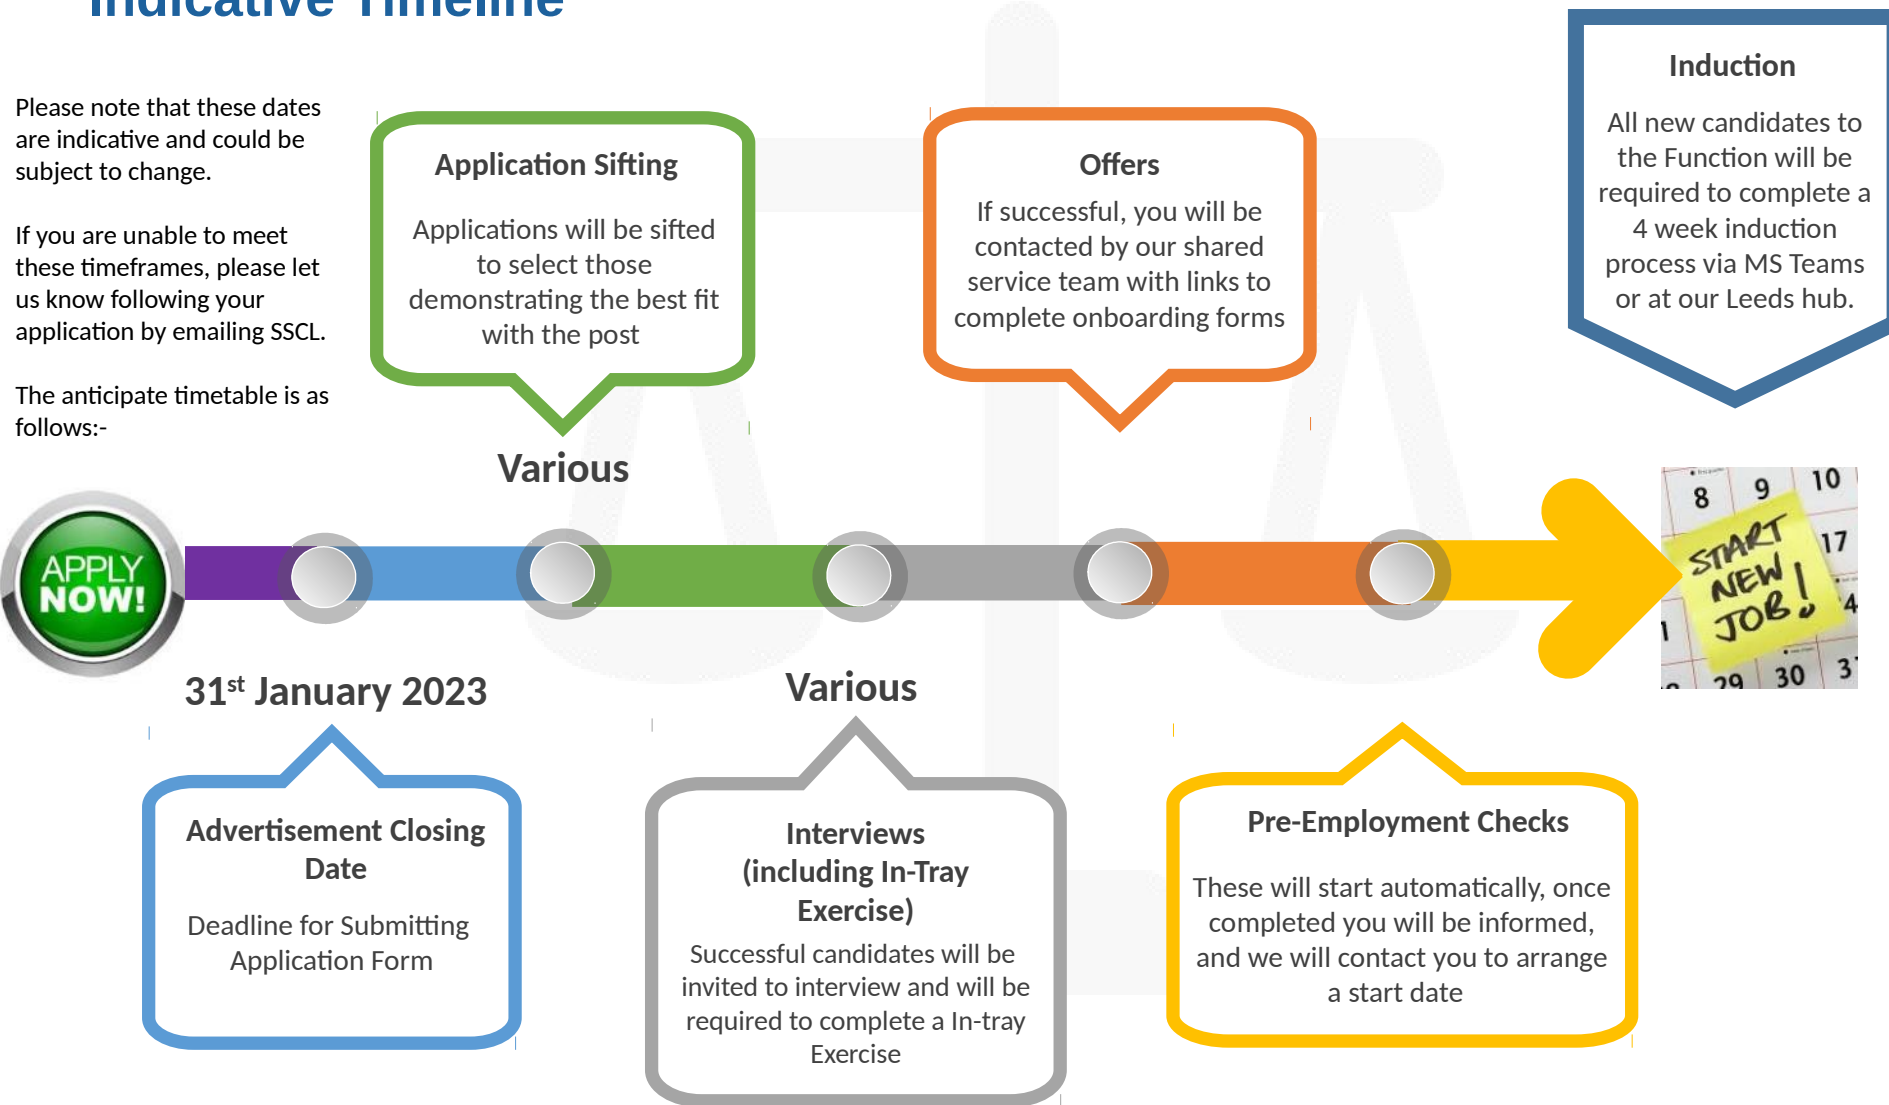 Indicative Timeline
Please note that these dates
are indicative and could be
subject to change.
If you are unable to meet
these timeframes, please let
us know following your
application by emailing SSCL.
The anticipate timetable is as
follows:-
Application Sifting
Applications will be sifted
to select those
demonstrating the best fit
with the post
Offers
If successful, you will be
contacted by our shared
service team with links to
complete onboarding forms
Induction
All new candidates to
the Function will be
required to complete a
4 week induction
process via MS Teams
or at our Leeds hub.
Various
APPLY
NOW!
8 9 10
17
START
NEW
JOB!
4
1
29 30 31
31st January 2023
Various
Advertisement Closing
Date
Deadline for Submitting
Application Form
Interviews
(including In-Tray
Exercise)
Successful candidates will be
invited to interview and will be
required to complete a In-tray
Exercise
Pre-Employment Checks
These will start automatically, once
completed you will be informed,
and we will contact you to arrange
a start date